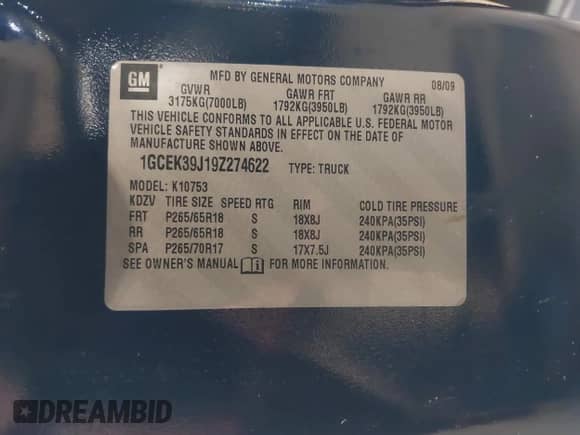 GM
MFD BY GENERAL MOTORS COMPANY 08/09
GVWR GAWR FRT GAWR RR
3175KG(7000LB) 1792KG(3950LB) 1792KG(3950LB)
THIS VEHICLE CONFORMS TO ALL APPLICABLE U.S. FEDERAL MOTOR
VEHICLE SAFETY STANDARDS IN EFFECT ON THE DATE OF
MANUFACTURE SHOWN ABOVE.
1GCEK39J19Z274622 TYPE: TRUCK
MODEL: K10753
KDZV TIRE SIZE SPEED RTG RIM COLD TIRE PRESSURE
FRT P265/65R18 S 18X8J 240KPA(35PSI)
RR P265/65R18 S 18X8J 240KPA(35PSI)
SPA P265/70R17 S 17X7.5J 240KPA(35PSI)
SEE OWNER'S MANUAL FOR MORE INFORMATION.
DREAMBID